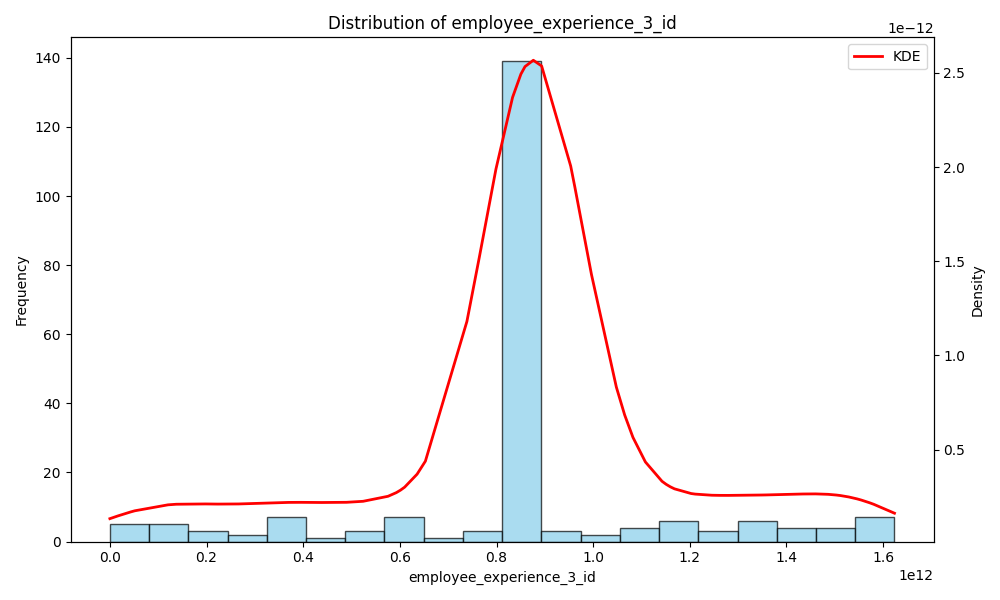 Distribution of employee_experience_3_id
1e−12
KDE
Frequency
140
120
100
80
60
40
20
0
2.5
2.0
1.5
1.0
0.5
Density
0.0 0.2 0.4 0.6 0.8 1.0 1.2 1.4 1.6
1e12
employee_experience_3_id